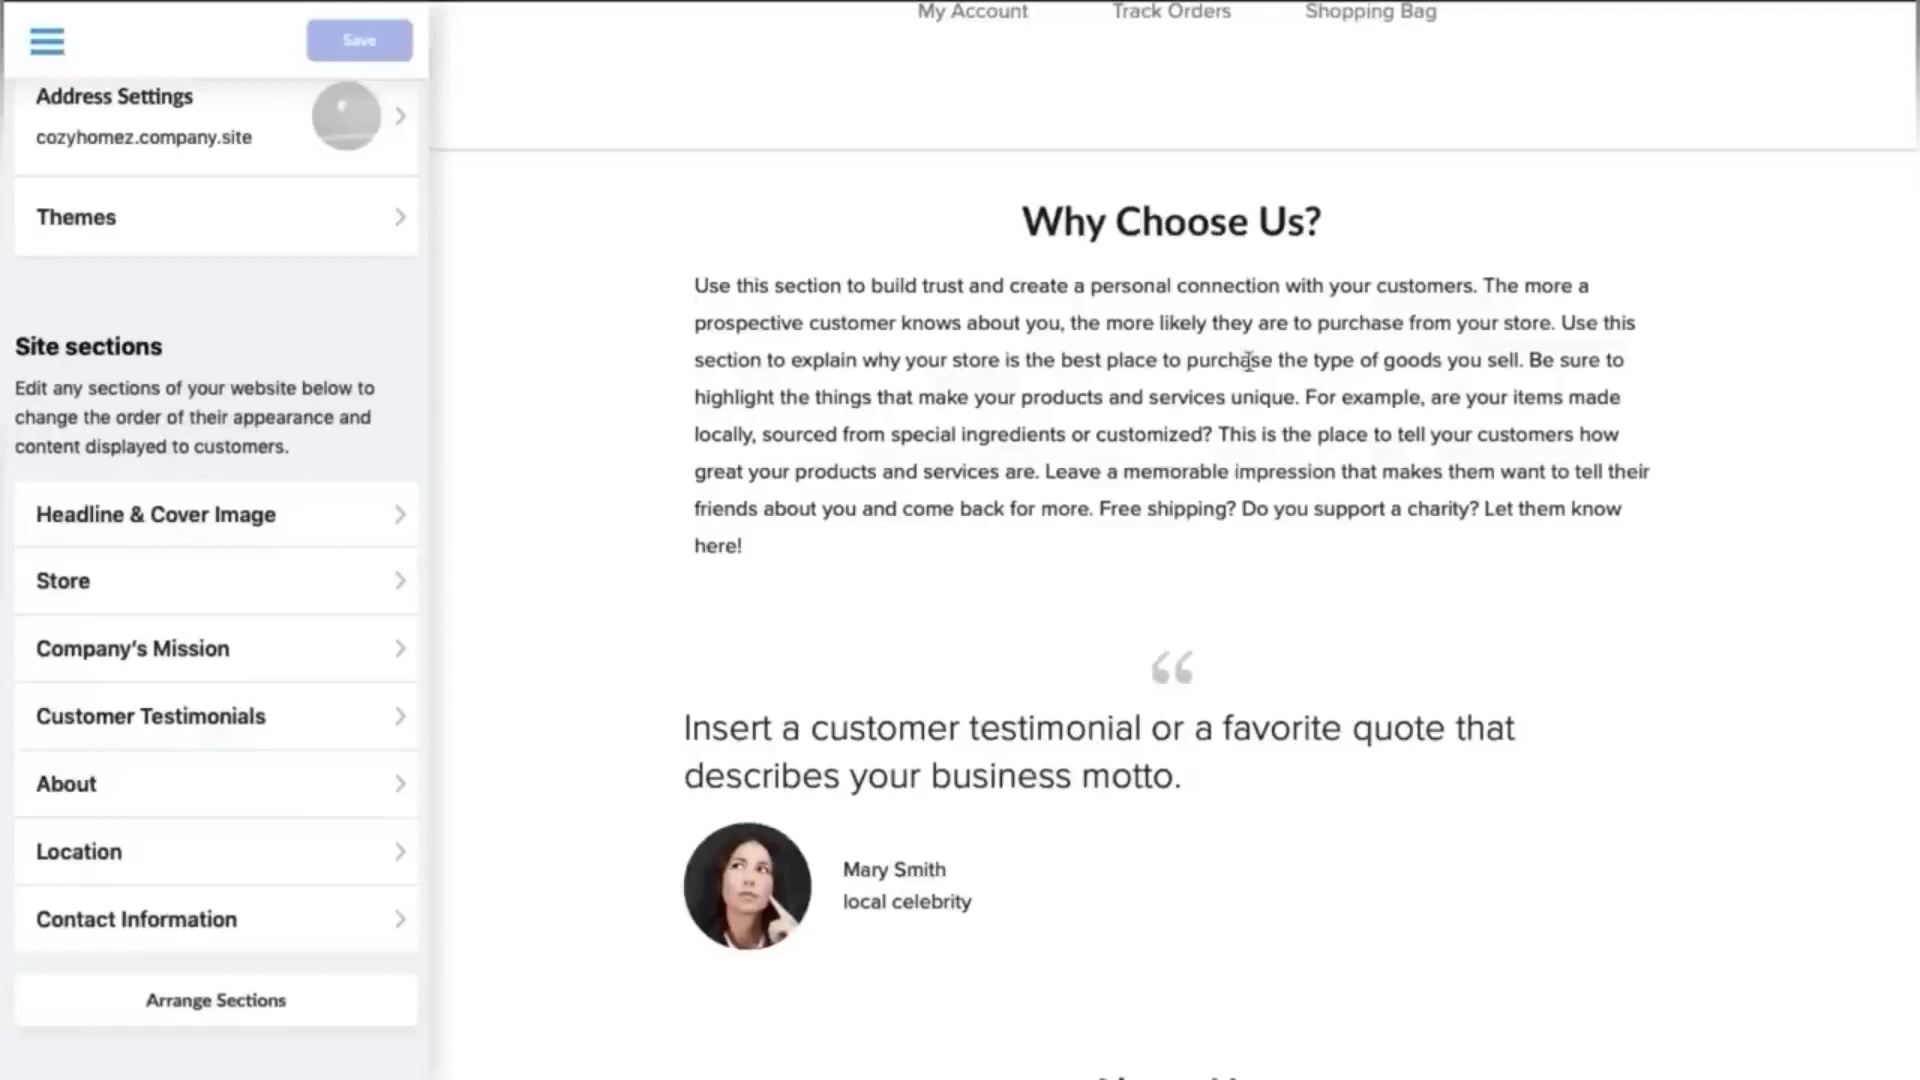 My Account Track Orders Shopping Bag
Save
Address Settings
cozyhomez.company.site
Themes
Site sections
Edit any sections of your website below to
change the order of their appearance and
content displayed to customers.
Headline & Cover Image
Store
Company's Mission
Customer Testimonials
About
Location
Contact Information
Arrange Sections
Why Choose Us?
Use this section to build trust and create a personal connection with your customers. The more a
prospective customer knows about you, the more likely they are to purchase from your store. Use this
section to explain why your store is the best place to purchase the type of goods you sell. Be sure to
highlight the things that make your products and services unique. For example, are your items made
locally, sourced from special ingredients or customized? This is the place to tell your customers how
great your products and services are. Leave a memorable impression that makes them want to tell their
friends about you and come back for more. Free shipping? Do you support a charity? Let them know
here!
“
Insert a customer testimonial or a favorite quote that
describes your business motto.
Mary Smith
local celebrity